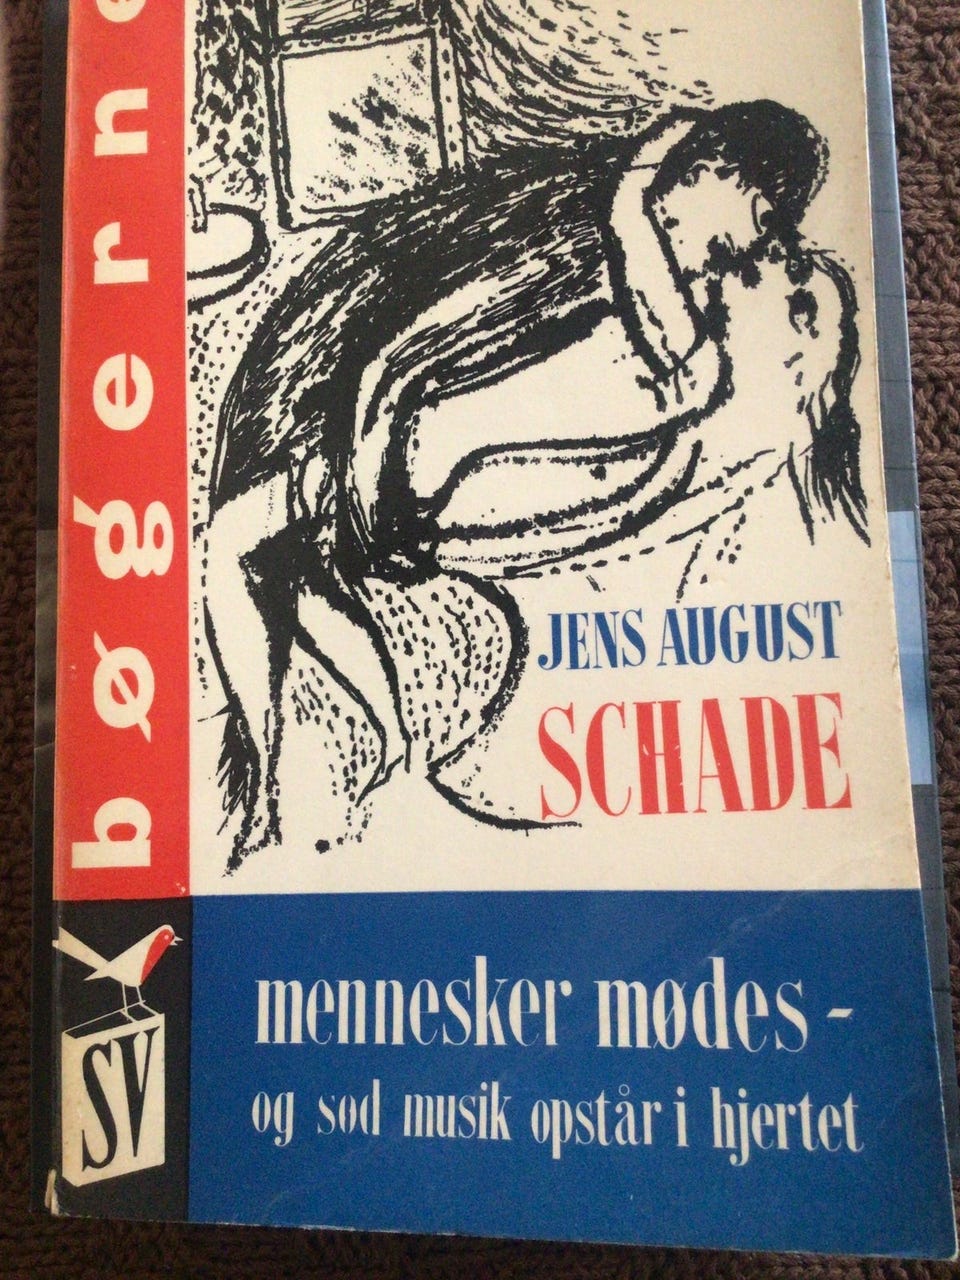 bøgerne
JENS AUGUST
SCHADE
mennesker mødes -
og sød musik opstår i hjertet
SV